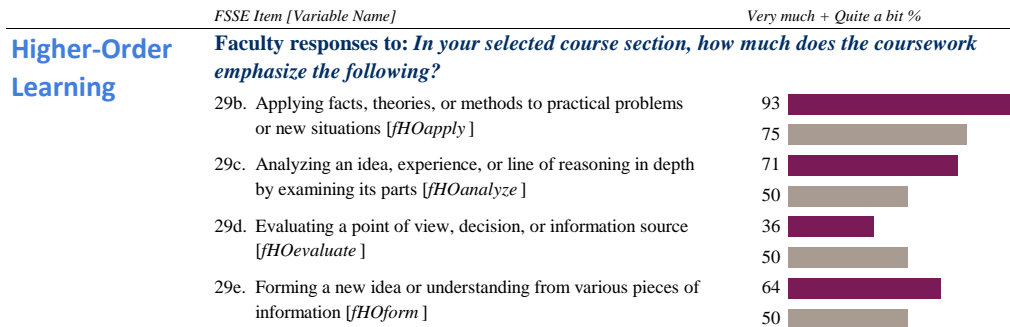 FSSE Item [Variable Name] Very much + Quite a bit %
Higher-Order
Learning
Faculty responses to: In your selected course section, how much does the coursework
emphasize the following?
29b. Applying facts, theories, or methods to practical problems
or new situations [fHOapply ]
93
75
29c. Analyzing an idea, experience, or line of reasoning in depth
by examining its parts [fHOanalyze ]
71
50
29d. Evaluating a point of view, decision, or information source
[fHOevaluate ]
36
50
29e. Forming a new idea or understanding from various pieces of
information [fHOform ]
64
50